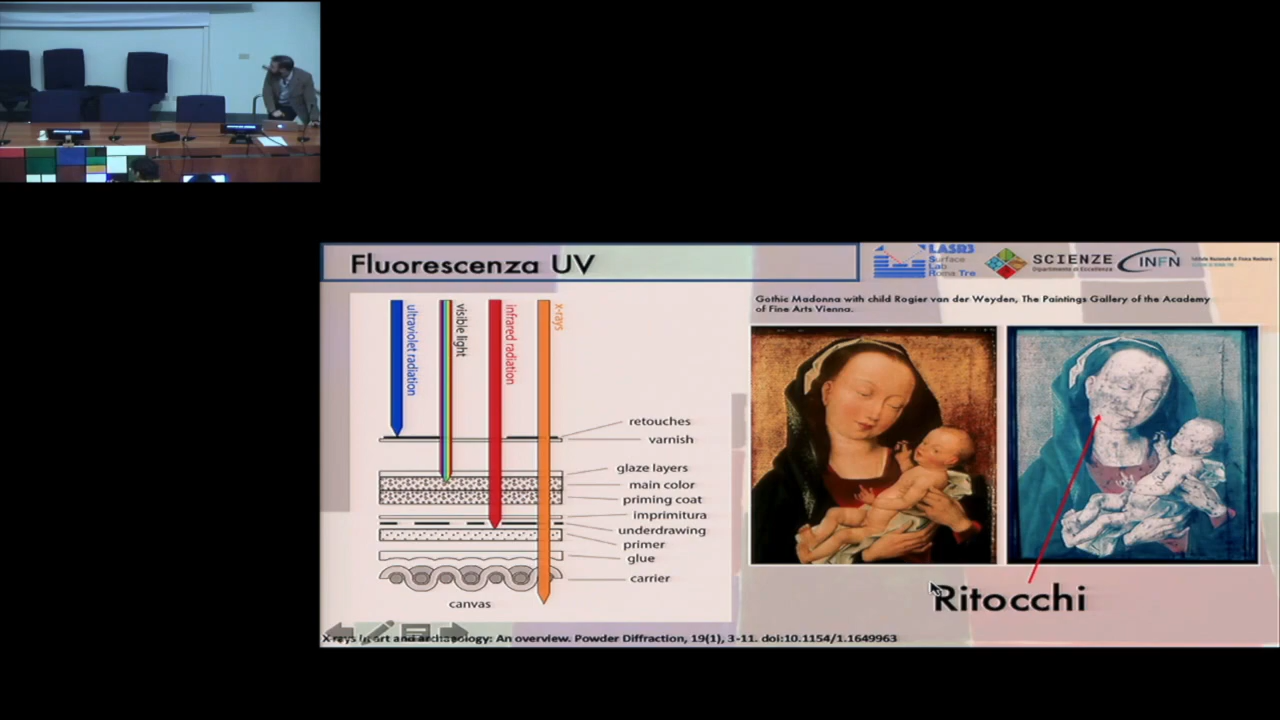 Fluorescenza UV
LASR3
Surface
Lab
Roma Tre
SCIENZE
Dipartimento di Eccellenza
INFN
Gothic Madonna with child Rogier van der Weyden, The Paintings Gallery of the Academy
of Fine Arts Vienna.
ultraviolet radiation
visible light
infrared radiation
x-rays
retouches
varnish
glaze layers
main color
priming coat
imprimitura
underdrawing
primer
glue
carrier
canvas
Ritocchi
X-rays in art and archaeology: An overview. Powder Diffraction, 19(1), 3-11. doi:10.1154/1.1649963